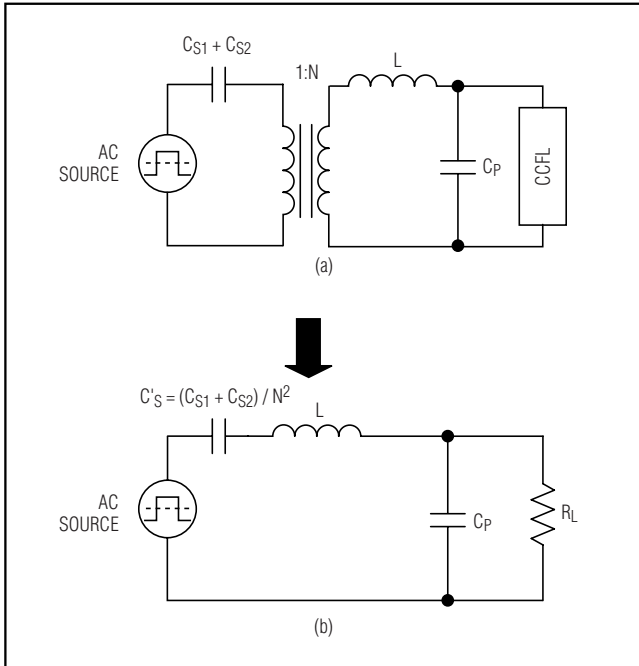 CS1 + CS2
1:N
L
AC
SOURCE
CP
CCFL
(a)
C'S = (CS1 + CS2) / N²
L
AC
SOURCE
CP
RL
(b)